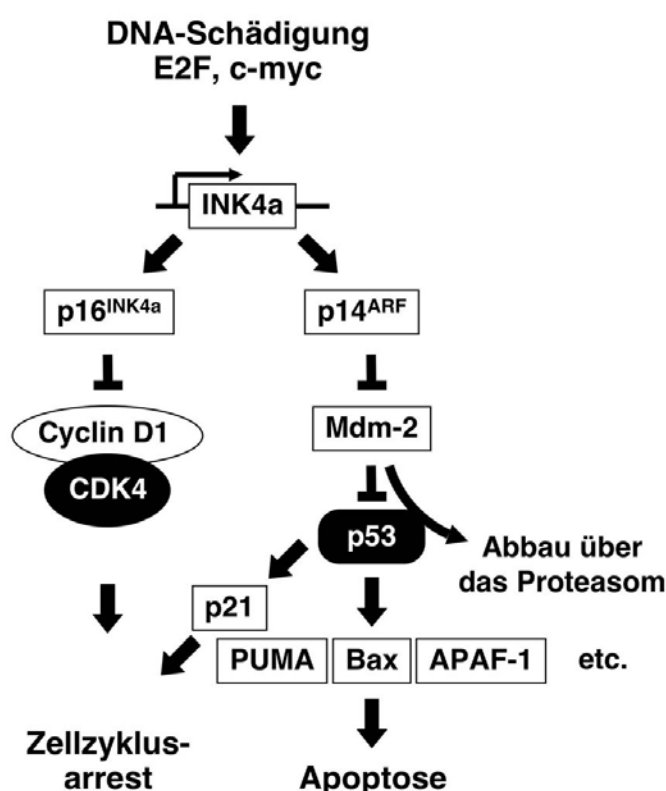 DNA-Schädigung
E2F, c-myc
INK4a
p16INK4a
p14ARF
Cyclin D1
Mdm-2
CDK4
p53
Abbau über
das Proteasom
p21
PUMA
Bax
APAF-1
etc.
Zellzyklus-
arrest
Apoptose